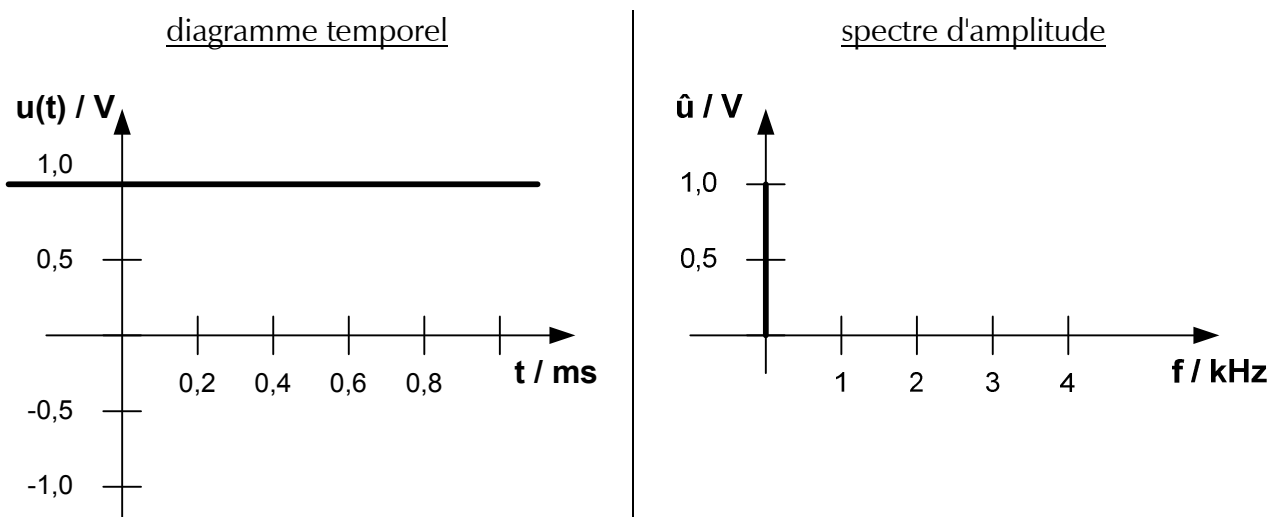 diagramme temporel
u(t) / V
1,0
0,5
-0,5
-1,0
0,2 0,4 0,6 0,8
t / ms
spectre d'amplitude
û / V
1,0
0,5
1 2 3 4
f / kHz